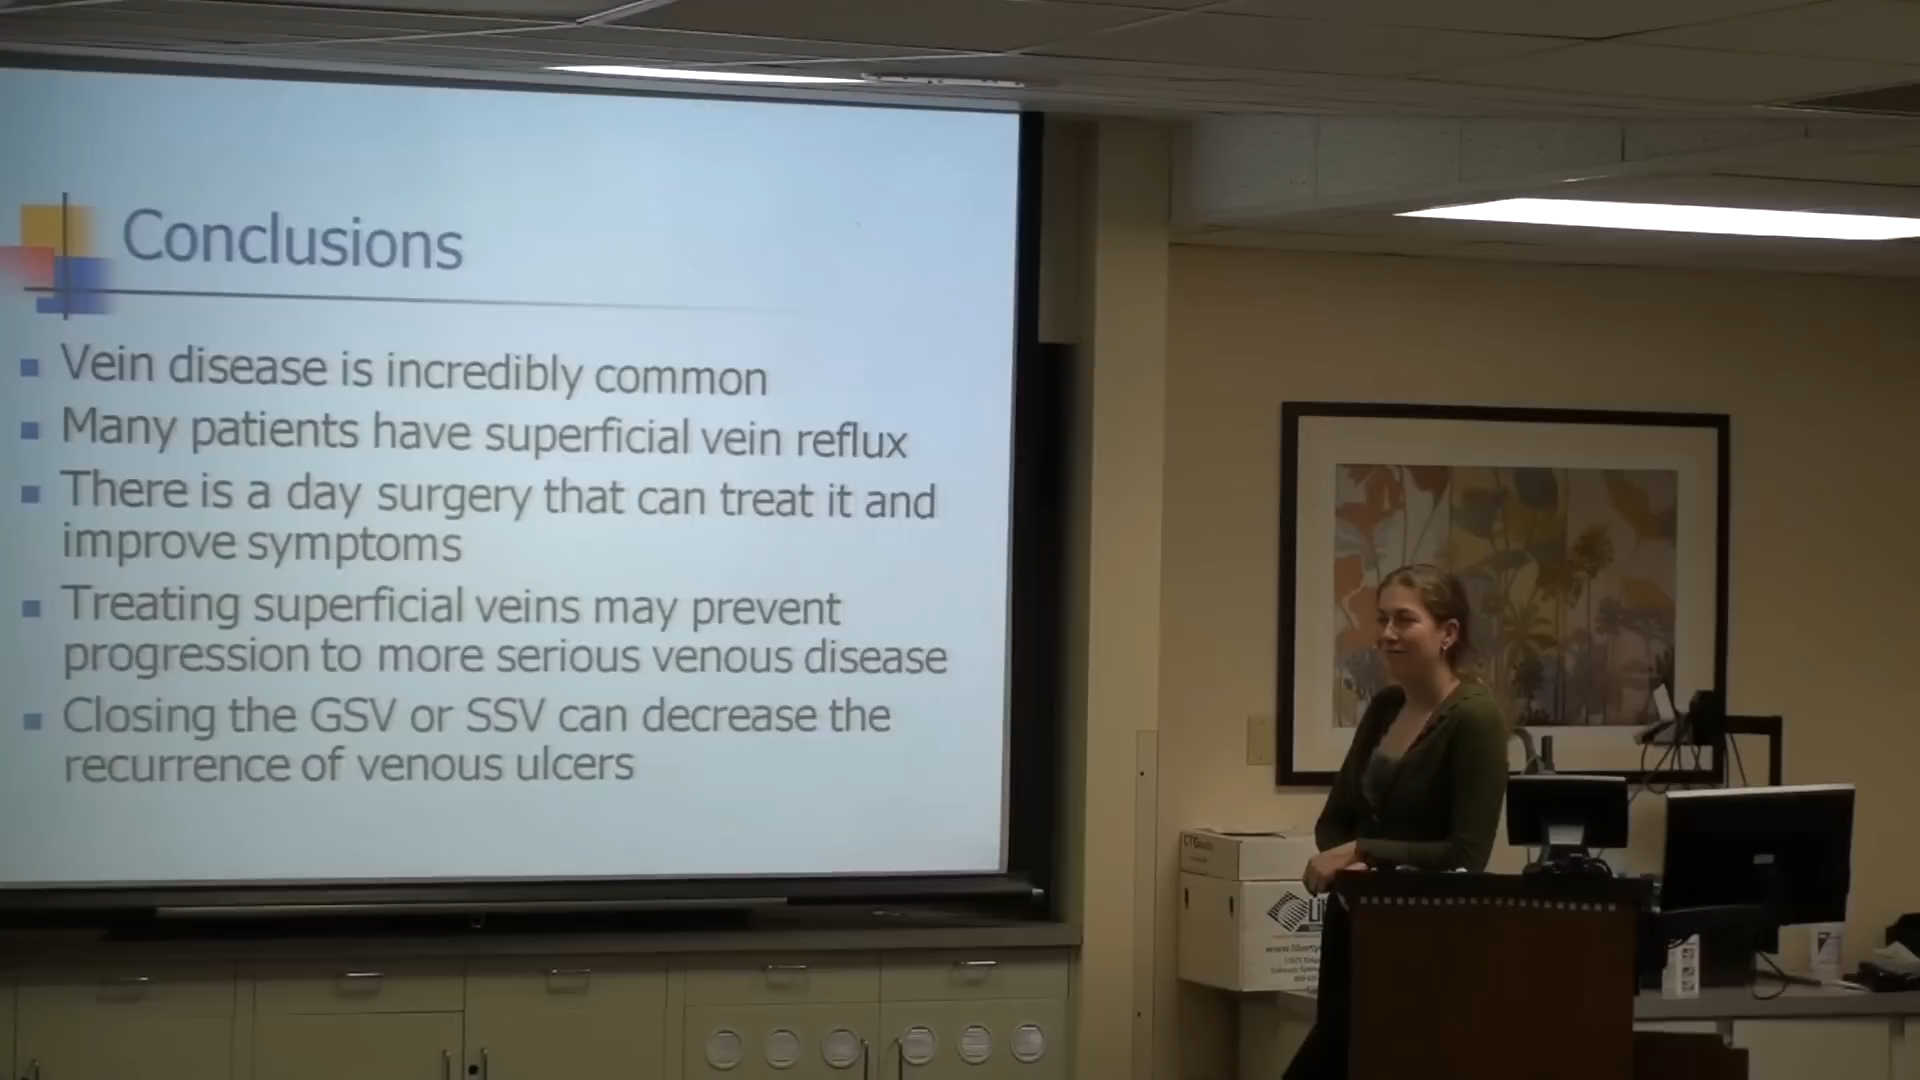 Conclusions
Vein disease is incredibly common
Many patients have superficial vein reflux
There is a day surgery that can treat it and
improve symptoms
Treating superficial veins may prevent
progression to more serious venous disease
Closing the GSV or SSV can decrease the
recurrence of venous ulcers